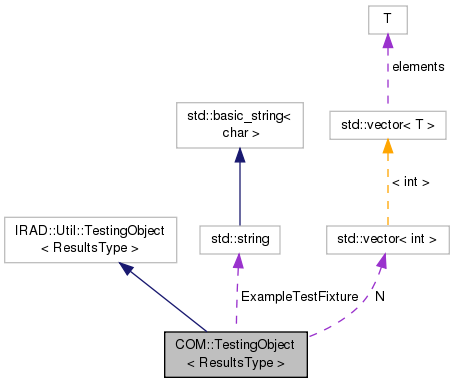 T
elements
std::basic_string<
char >
std::vector< T >
< int >
IRAD::Util::TestingObject
< ResultsType >
std::string
std::vector< int >
ExampleTestFixture
N
COM::TestingObject
< ResultsType >